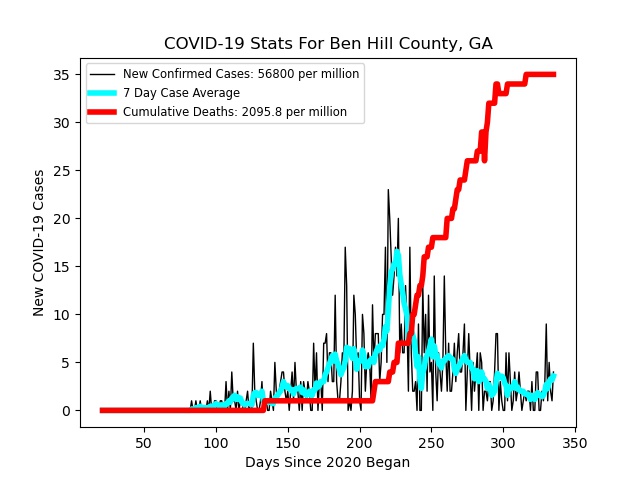 COVID-19 Stats For Ben Hill County, GA
New Confirmed Cases: 56800 per million
7 Day Case Average
Cumulative Deaths: 2095.8 per million
New COVID-19 Cases
35
30
25
20
15
10
5
0
50
100
150
200
250
300
350
Days Since 2020 Began